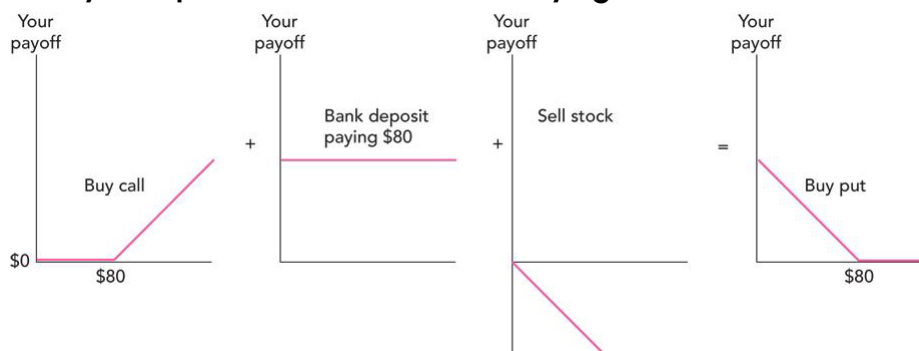 Your
payoff
Buy call
$0
$80
+
Your
payoff
Bank deposit
paying $80
+
Your
payoff
Sell stock
=
Your
payoff
Buy put
$80